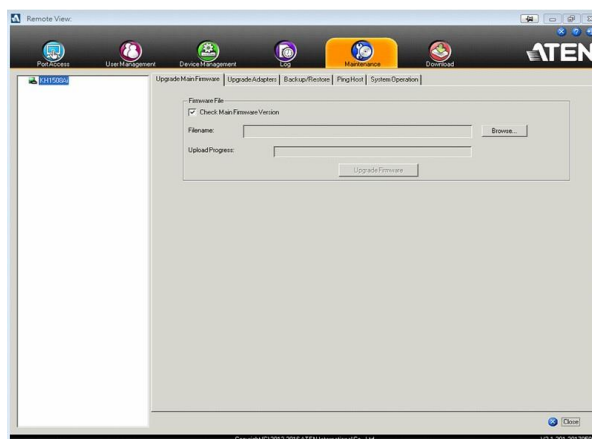 Remote View:
ATEN
Port Access User Management Device Management Log Maintenance Download
KH1508Ai
Upgrade Main Firmware Upgrade Adapters Backup/Restore Ping Host System Operation
Firmware File
Check Main Firmware Version
Filename: Browse...
Upload Progress:
Upgrade Firmware
Close